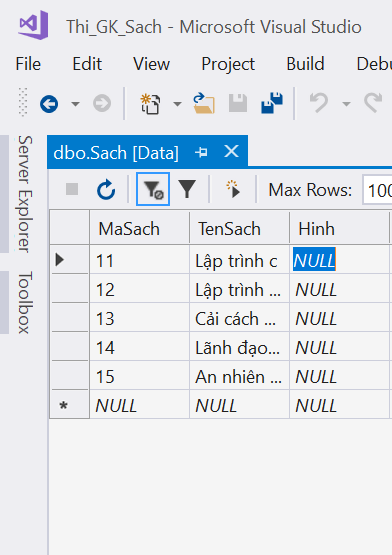 Thi_GK_Sach - Microsoft Visual Studio
File Edit View Project Build Debu
Server Explorer
Toolbox
dbo.Sach [Data]
Max Rows: 100
MaSach TenSach Hinh
11 Lập trình c NULL
12 Lập trình ... NULL
13 Cải cách ... NULL
14 Lãnh đạo... NULL
15 An nhiên ... NULL
NULL NULL NULL